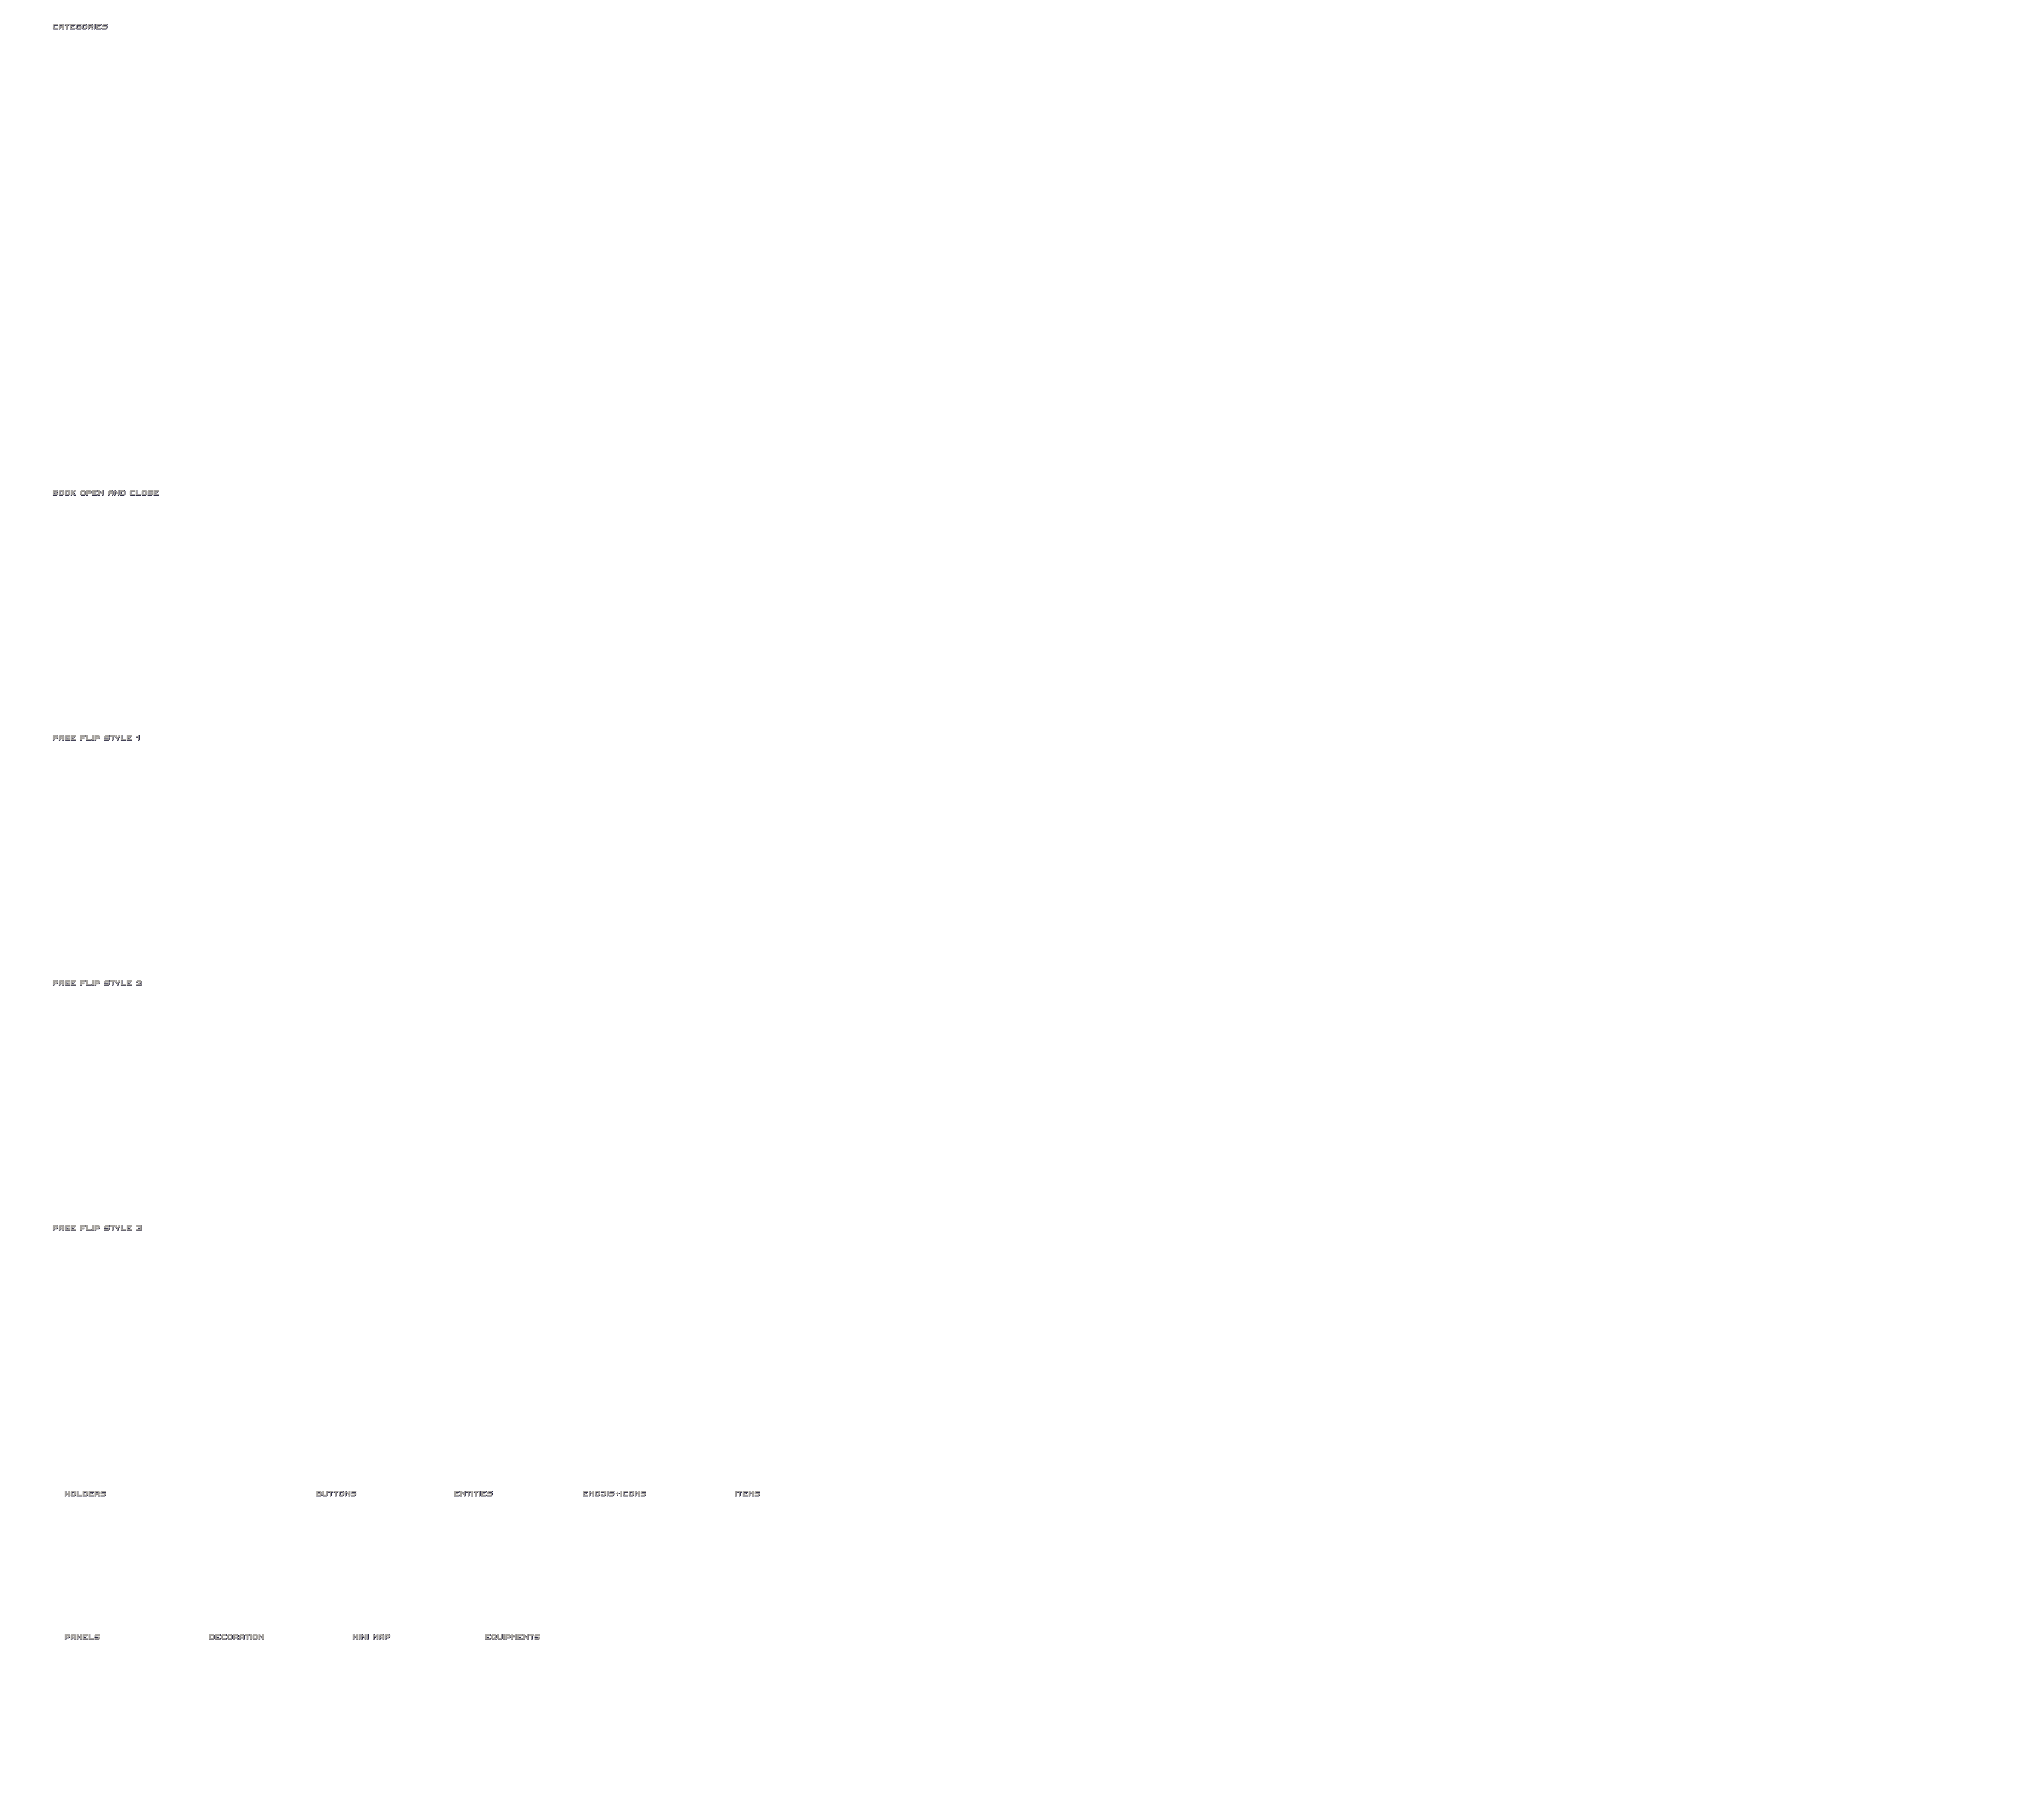 CATEGORIES
BOOK OPEN AND CLOSE
PAGE FLIP STYLE 1
PAGE FLIP STYLE 2
PAGE FLIP STYLE 3
HOLDERS BUTTONS ENTITIES EMOJIS+ICONS ITEMS
PANELS DECORATION MINI MAP EQUIPMENTS